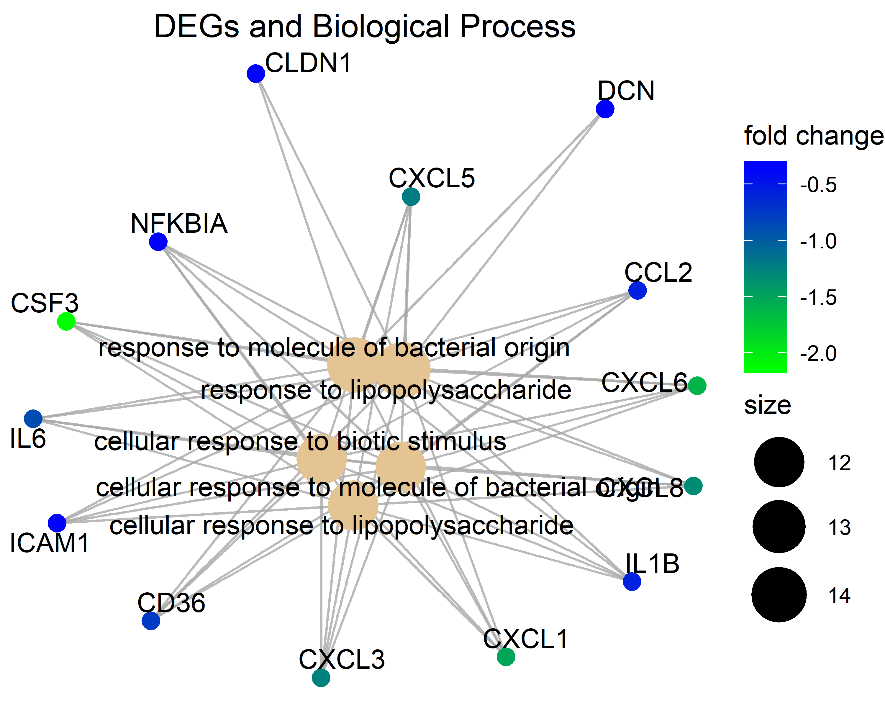 DEGs and Biological Process
CLDN1
DCN
CXCL5
NFKBIA
CCL2
CSF3
response to molecule of bacterial origin
response to lipopolysaccharide
CXCL6
IL6
cellular response to biotic stimulus
cellular response to molecule of bacterial origin
CXCL8
cellular response to lipopolysaccharide
ICAM1
IL1B
CD36
CXCL1
CXCL3
fold change
-0.5
-1.0
-1.5
-2.0
size
12
13
14